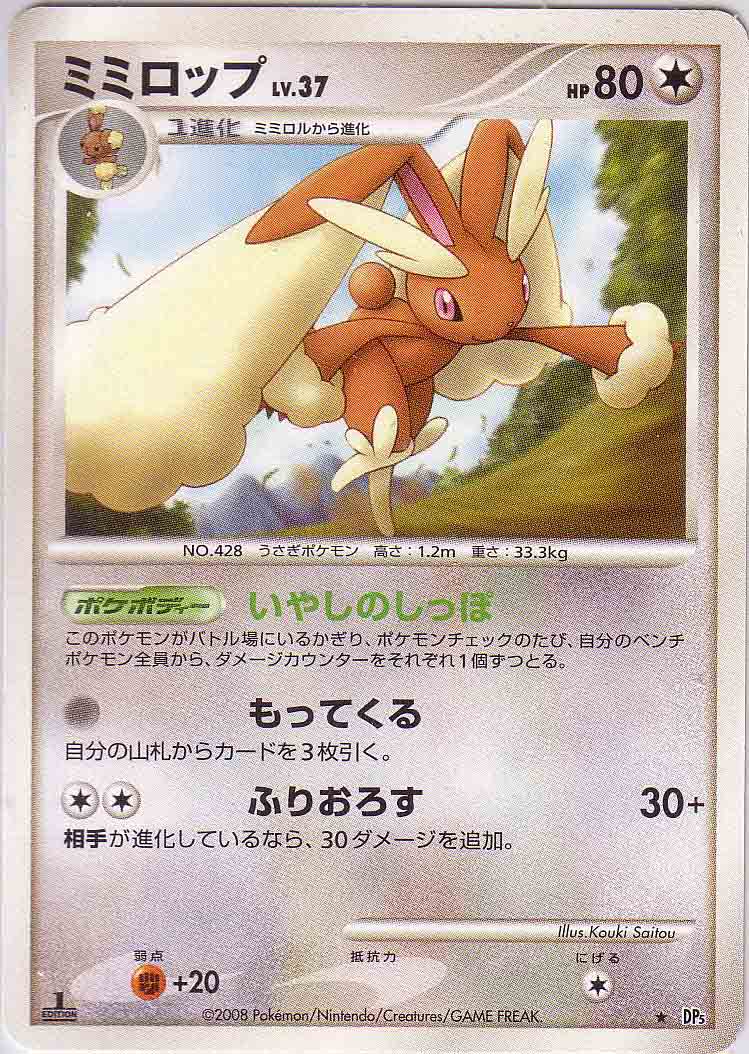 ミミロップ LV.37 HP 80
1進化 ミミロルから進化
NO.428 うさぎポケモン 高さ:1.2m 重さ:33.3kg
ポケボディー いやしのしっぽ
このポケモンがバトル場にいるかぎり、ポケモンチェックのたび、自分のベンチ
ポケモン全員から、ダメージカウンターをそれぞれ1個ずつとる。
もってくる
自分の山札からカードを3枚引く。
ふりおろす 30+
相手が進化しているなら、30ダメージを追加。
Illus.Kouki Saitou
弱点 抵抗力 にげる
+20
1 EDITION
©2008 Pokémon/Nintendo/Creatures/GAME FREAK. ★ DP5